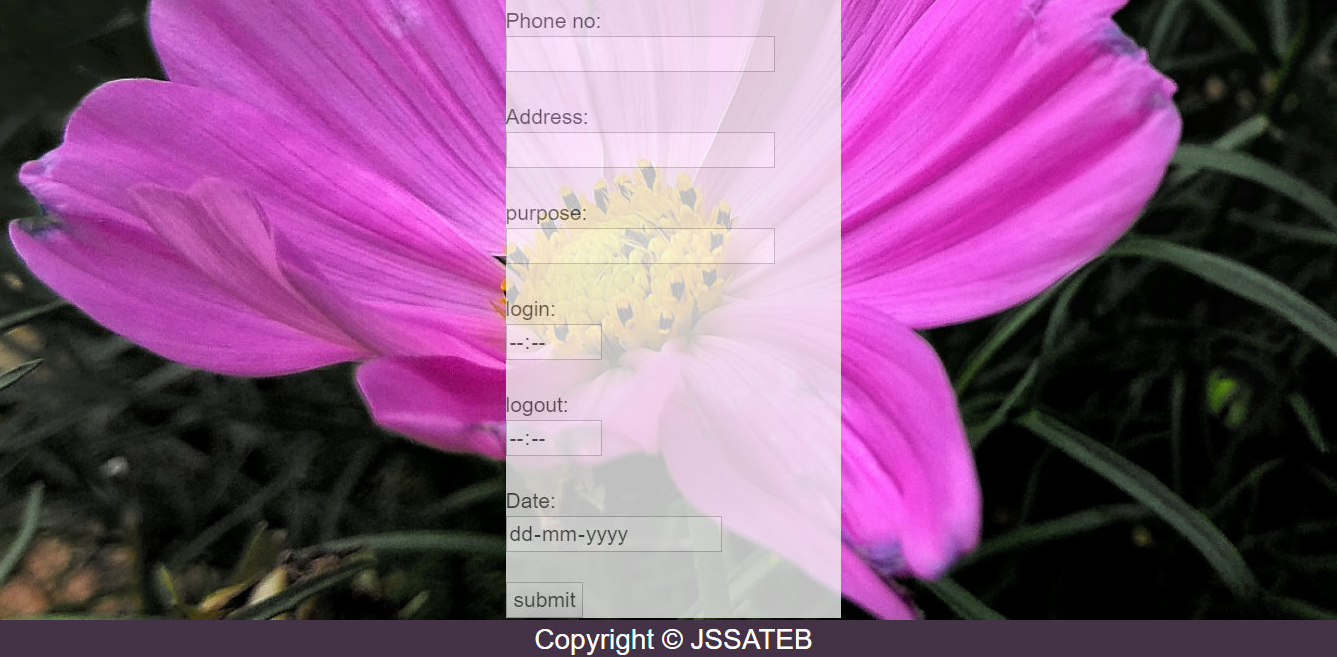 Phone no:
Address:
purpose:
login:
--:--
logout:
--:--
Date:
dd-mm-yyyy
submit
Copyright © JSSATEB